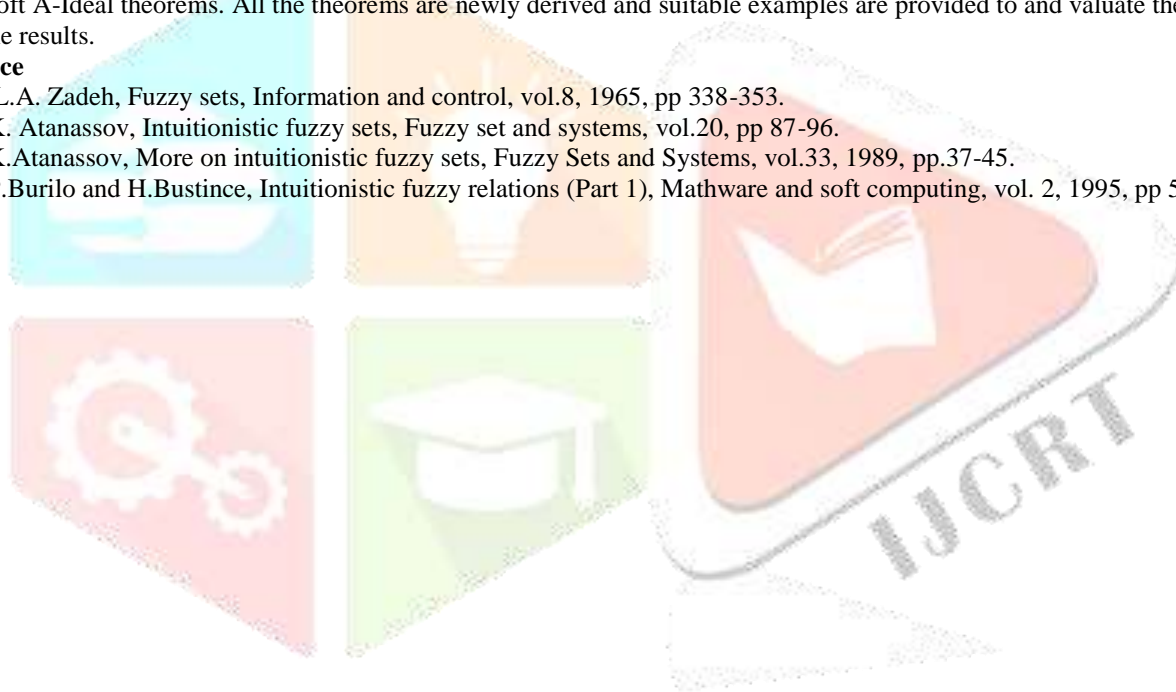 oft A-Ideal theorems. All the theorems are newly derived and suitable examples are provided to and valuate the
e results.
ce
L.A. Zadeh, Fuzzy sets, Information and control, vol.8, 1965, pp 338-353.
. Atanassov, Intuitionistic fuzzy sets, Fuzzy set and systems, vol.20, pp 87-96.
.Atanassov, More on intuitionistic fuzzy sets, Fuzzy Sets and Systems, vol.33, 1989, pp.37-45.
.Burilo and H.Bustince, Intuitionistic fuzzy relations (Part 1), Mathware and soft computing, vol. 2, 1995, pp 5
IJCRT